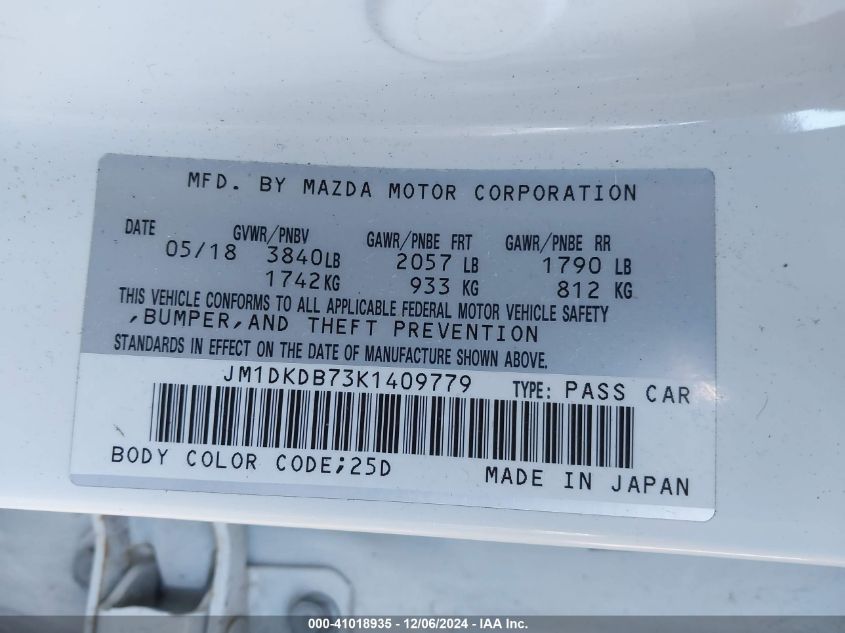 MFD. BY MAZDA MOTOR CORPORATION
DATE GVWR/PNBV GAWR/PNBE FRT GAWR/PNBE RR
05/18 3840LB 2057 LB 1790 LB
1742KG 933 KG 812 KG
THIS VEHICLE CONFORMS TO ALL APPLICABLE FEDERAL MOTOR VEHICLE SAFETY
,BUMPER,AND THEFT PREVENTION
STANDARDS IN EFFECT ON THE DATE OF MANUFACTURE SHOWN ABOVE.
JM1DKDB73K1409779 TYPE: PASS CAR
BODY COLOR CODE;25D MADE IN JAPAN
000-41018935 - 12/06/2024 - IAA Inc.